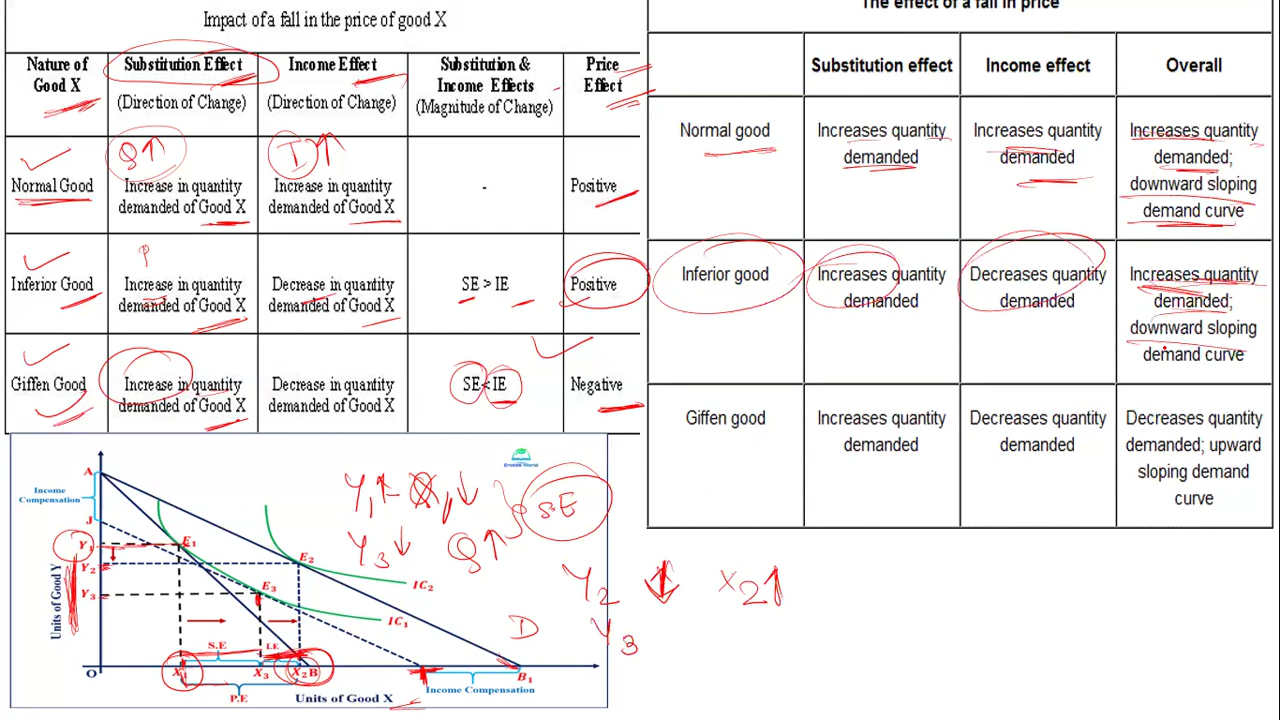 Impact of a fall in the price of good X
Nature of Good X
Substitution Effect
(Direction of Change)
Income Effect
(Direction of Change)
Substitution & Income Effects
(Magnitude of Change)
Price Effect
Q↑
I↑
Normal Good
Increase in quantity demanded of Good X
Increase in quantity demanded of Good X
-
Positive
P
Inferior Good
Increase in quantity demanded of Good X
Decrease in quantity demanded of Good X
SE > IE
Positive
Giffen Good
Increase in quantity demanded of Good X
Decrease in quantity demanded of Good X
SE < IE
Negative
The effect of a fall in price
Substitution effect
Income effect
Overall
Normal good
Increases quantity demanded
Increases quantity demanded
Increases quantity demanded; downward sloping demand curve
Inferior good
Increases quantity demanded
Decreases quantity demanded
Increases quantity demanded; downward sloping demand curve
Giffen good
Increases quantity demanded
Decreases quantity demanded
Decreases quantity demanded; upward sloping demand curve
A
Income Compensation
J
Y1
Y2
Y3
Units of Good Y
E1
E2
E3
IC2
IC1
S.E
I.E
O
X
X3
X2
B
B1
P.E
Units of Good X
Income Compensation
SE
Y3 ↓
Q↑
Y2
X2↑
D
Y3